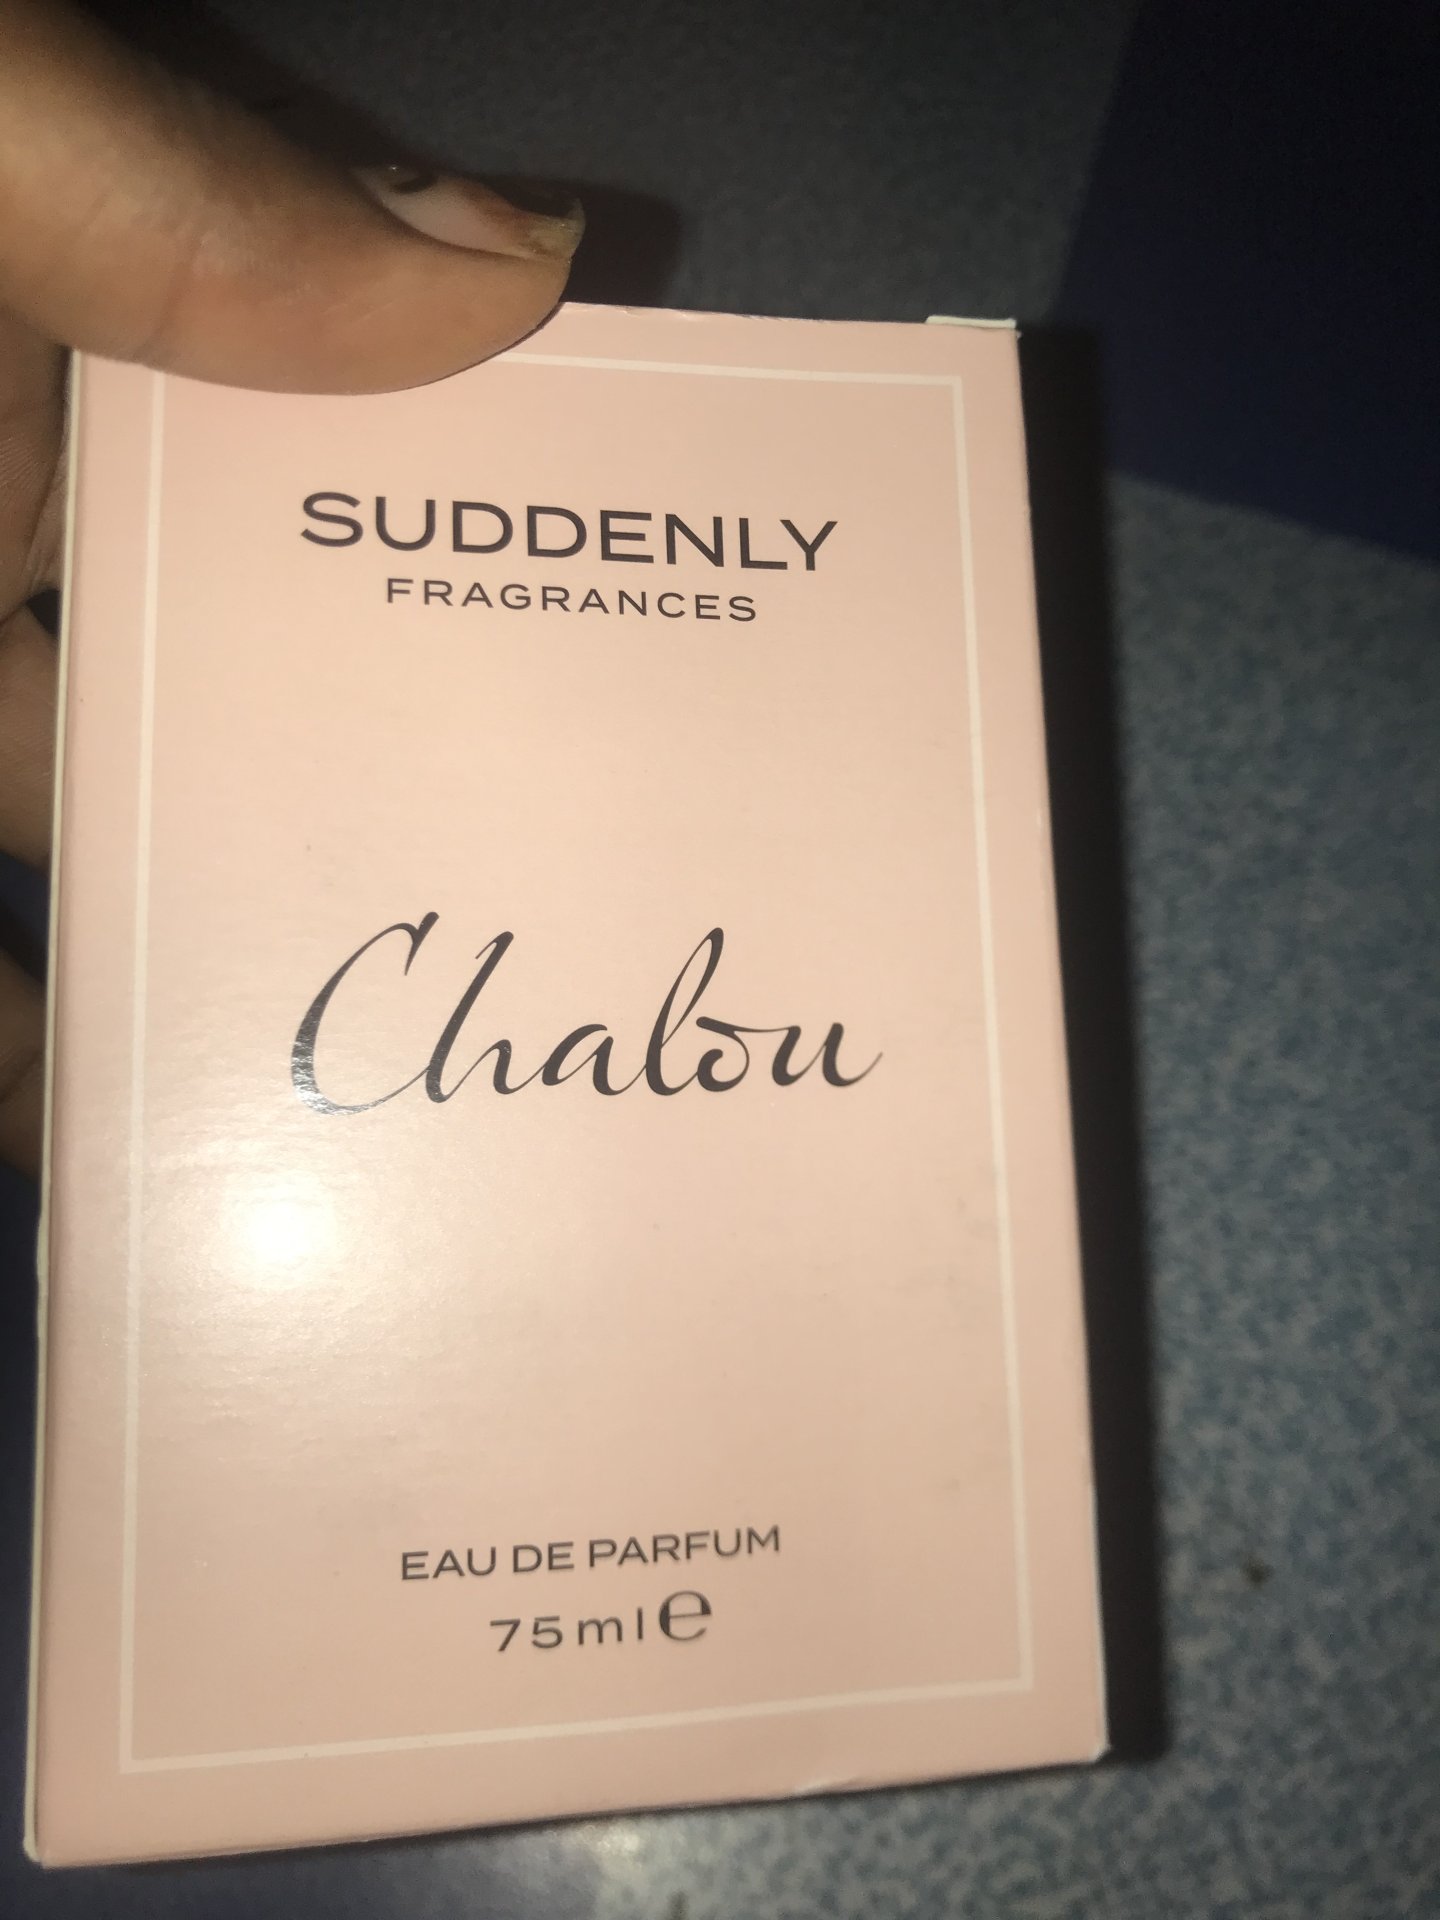 SUDDENLY
FRAGRANCES
Chalou
EAU DE PARFUM
75ml e